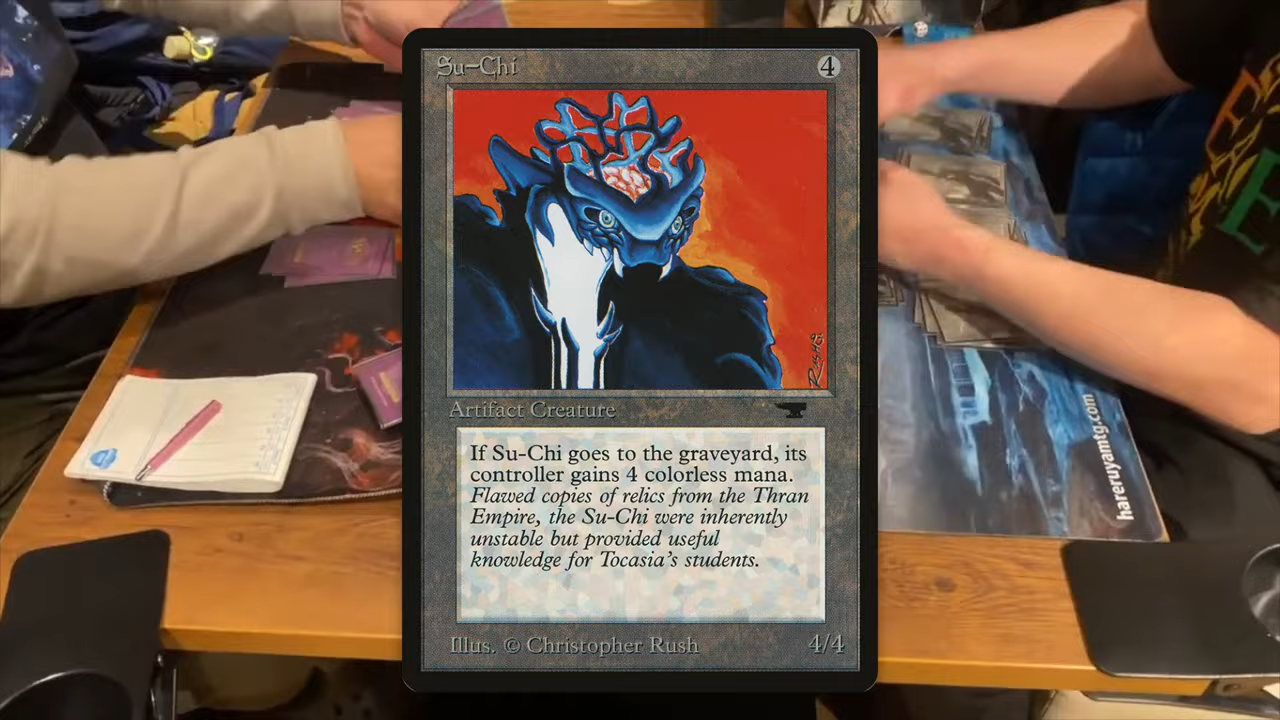 Su-Chi
4
RUSH
Artifact Creature
If Su-Chi goes to the graveyard, its
controller gains 4 colorless mana.
Flawed copies of relics from the Thran
Empire, the Su-Chi were inherently
unstable but provided useful
knowledge for Tocasia's students.
Illus. © Christopher Rush
4/4
hareruyamtg.com
E